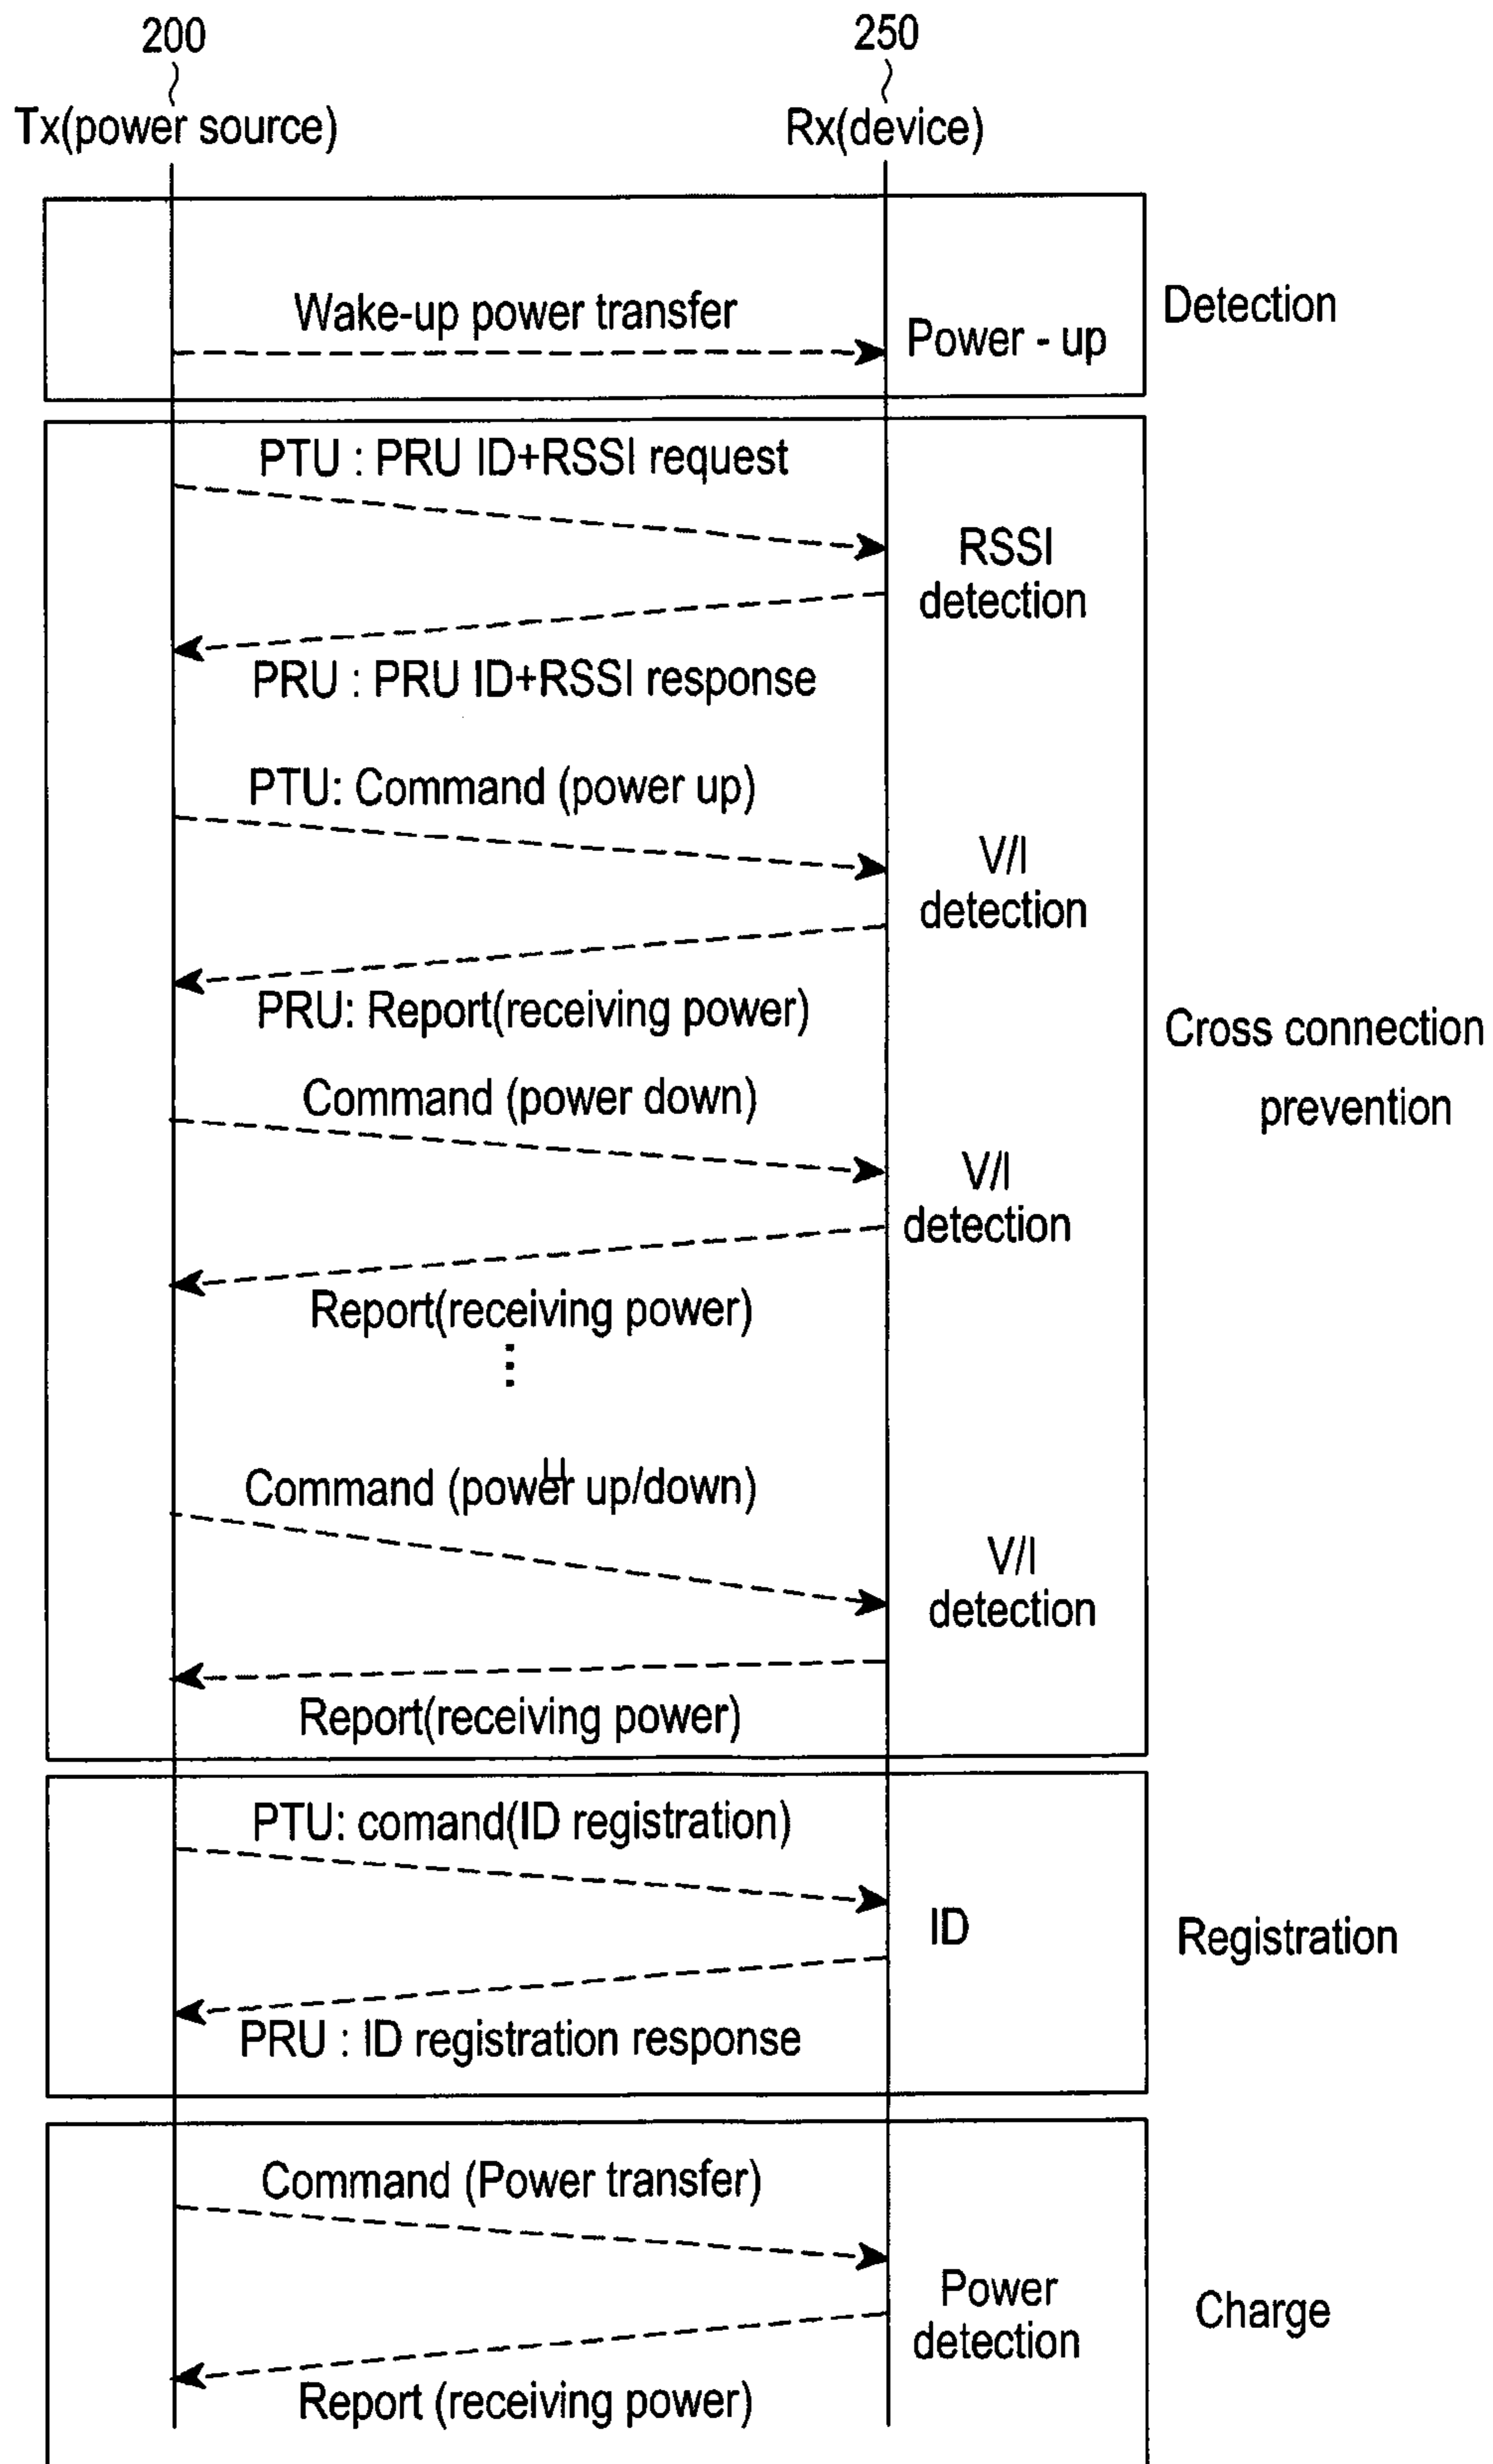 200
250
Tx(power source)
Rx(device)
Wake-up power transfer
Power - up
Detection
PTU : PRU ID+RSSI request
RSSI
detection
PRU : PRU ID+RSSI response
PTU: Command (power up)
V/I
detection
PRU: Report(receiving power)
Cross connection
prevention
Command (power down)
V/I
detection
Report(receiving power)
Command (power up/down)
V/I
detection
Report(receiving power)
PTU: comand(ID registration)
ID
Registration
PRU : ID registration response
Command (Power transfer)
Power
detection
Charge
Report (receiving power)